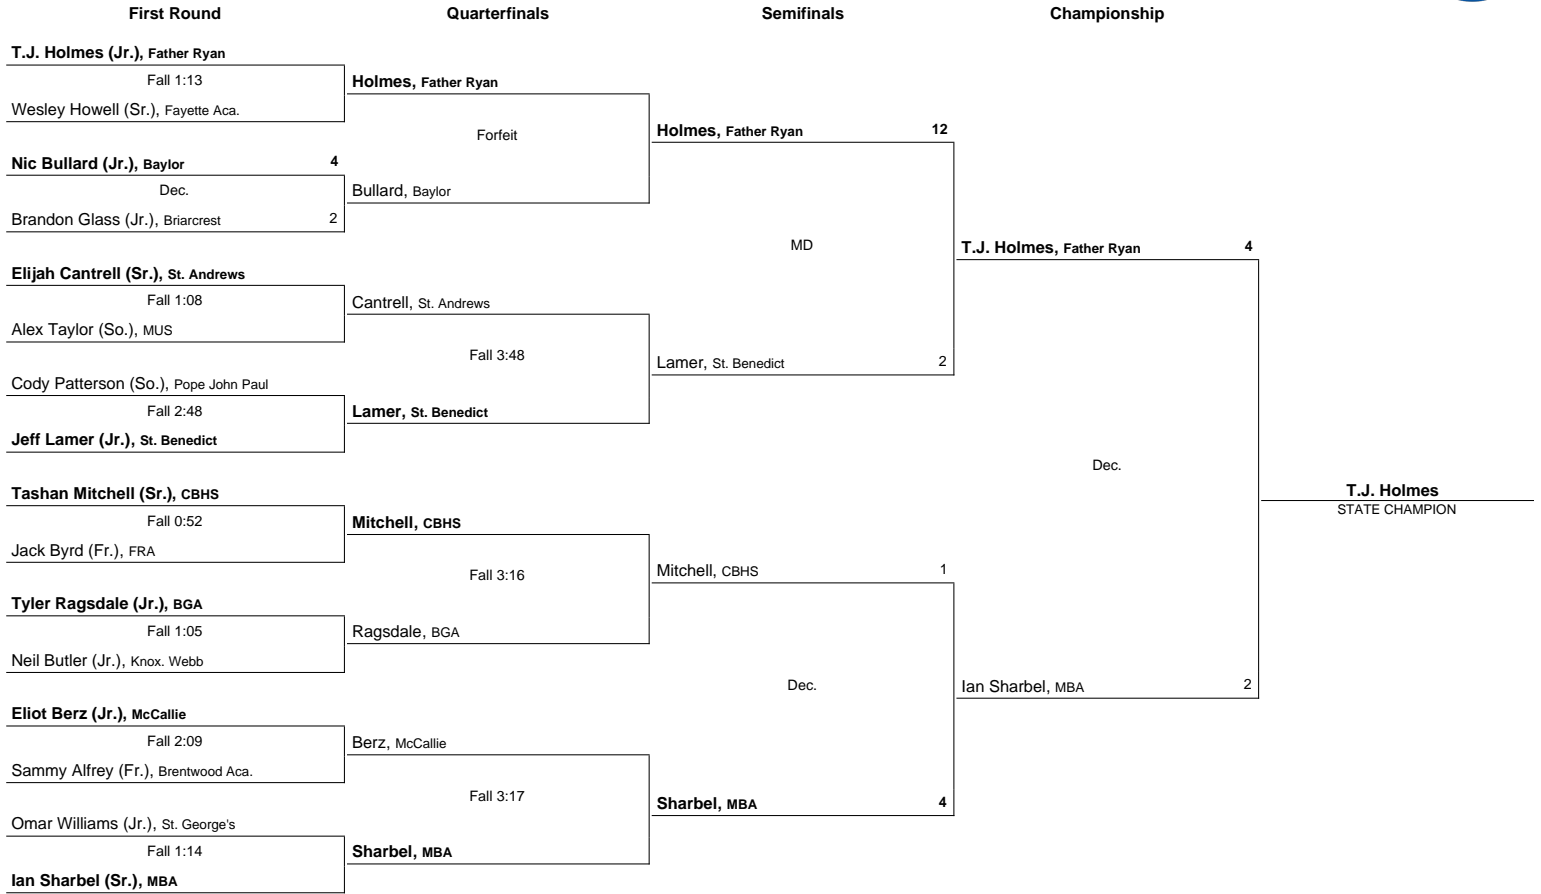 First Round
Quarterfinals
Semifinals
Championship
T.J. Holmes (Jr.), Father Ryan
Fall 1:13
Wesley Howell (Sr.), Fayette Aca.
Nic Bullard (Jr.), Baylor 4
Dec.
Brandon Glass (Jr.), Briarcrest 2
Elijah Cantrell (Sr.), St. Andrews
Fall 1:08
Alex Taylor (So.), MUS
Cody Patterson (So.), Pope John Paul
Fall 2:48
Jeff Lamer (Jr.), St. Benedict
Tashan Mitchell (Sr.), CBHS
Fall 0:52
Jack Byrd (Fr.), FRA
Tyler Ragsdale (Jr.), BGA
Fall 1:05
Neil Butler (Jr.), Knox. Webb
Eliot Berz (Jr.), McCallie
Fall 2:09
Sammy Alfrey (Fr.), Brentwood Aca.
Omar Williams (Jr.), St. George's
Fall 1:14
Ian Sharbel (Sr.), MBA
Holmes, Father Ryan
Forfeit
Bullard, Baylor
Cantrell, St. Andrews
Fall 3:48
Lamer, St. Benedict
Mitchell, CBHS
Fall 3:16
Ragsdale, BGA
Berz, McCallie
Fall 3:17
Sharbel, MBA
Holmes, Father Ryan 12
MD
Lamer, St. Benedict 2
Mitchell, CBHS 1
Dec.
Sharbel, MBA 4
T.J. Holmes, Father Ryan 4
Dec.
Ian Sharbel, MBA 2
T.J. Holmes
STATE CHAMPION